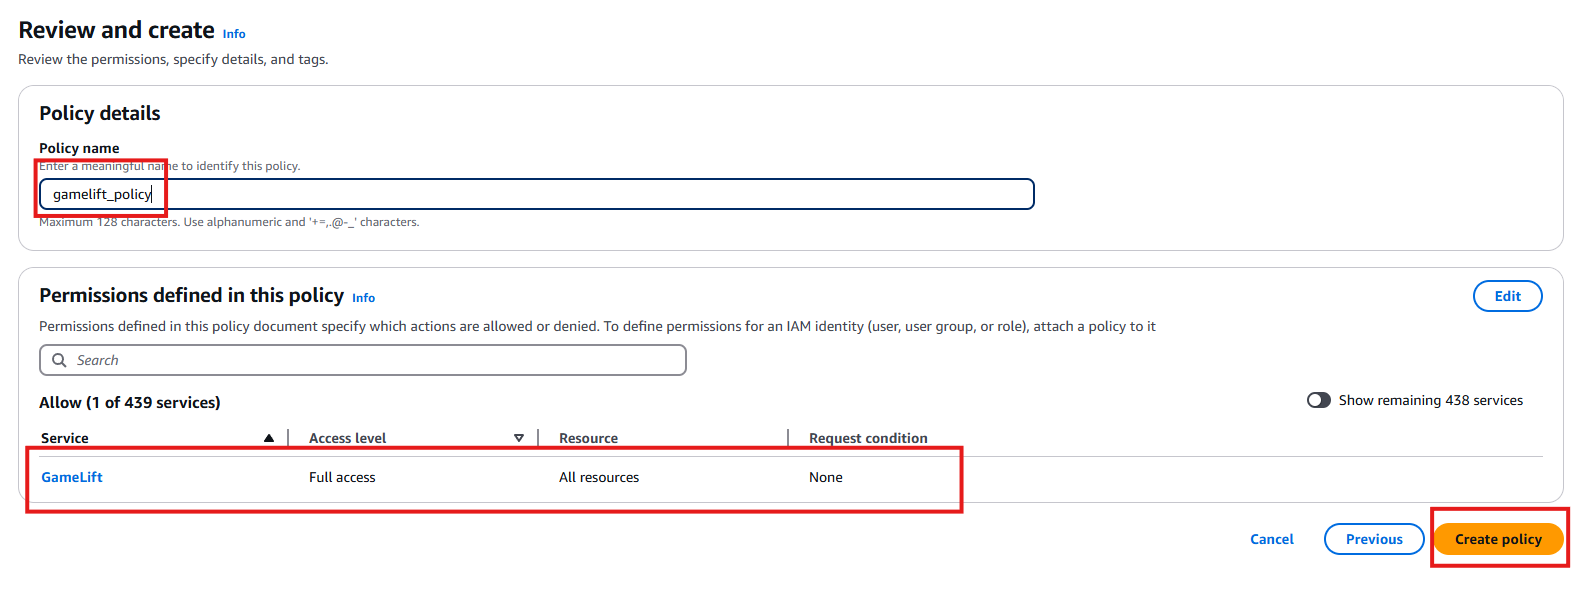 Review and create Info
Review the permissions, specify details, and tags.
Policy details
Policy name
Enter a meaningful name to identify this policy.
gamelift_policy
Maximum 128 characters. Use alphanumeric and '+=,.@-_' characters.
Permissions defined in this policy Info
Edit
Permissions defined in this policy document specify which actions are allowed or denied. To define permissions for an IAM identity (user, user group, or role), attach a policy to it
Search
Allow (1 of 439 services)
Show remaining 438 services
Service Access level Resource Request condition
GameLift Full access All resources None
Cancel Previous Create policy